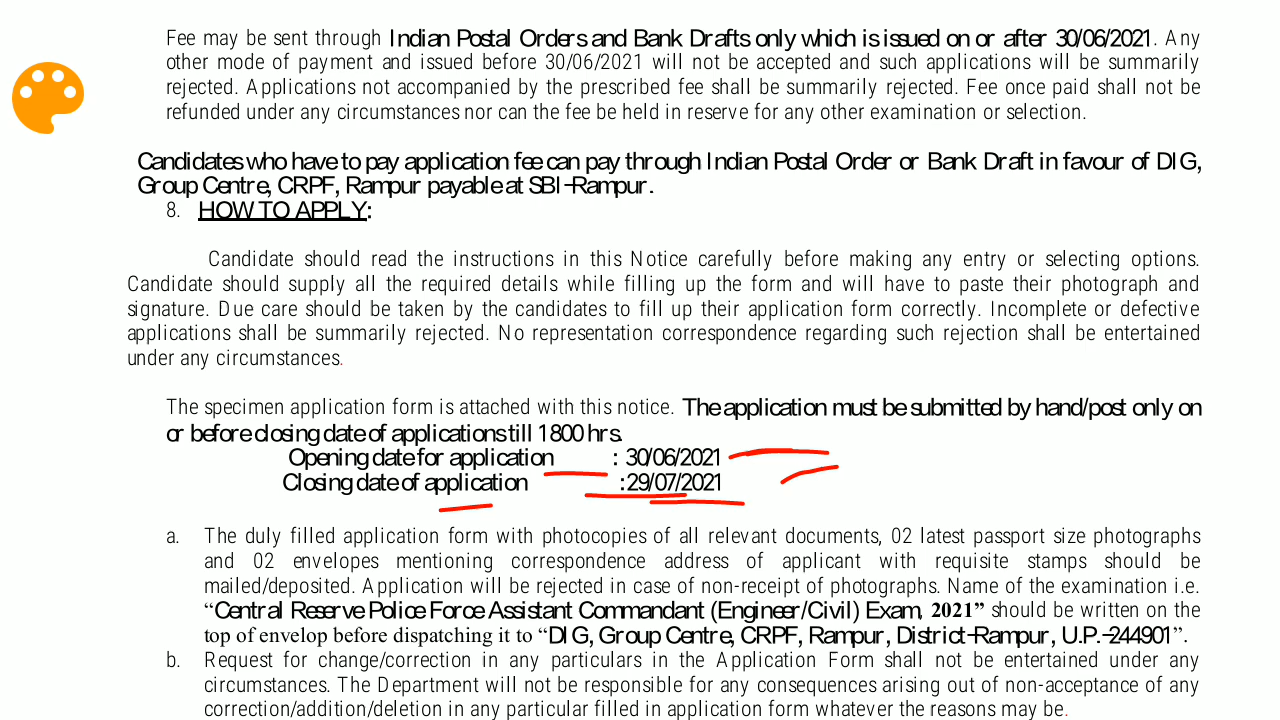 Fee may be sent through Indian Postal Orders and Bank Drafts only which is issued on or after 30/06/2021. Any
other mode of payment and issued before 30/06/2021 will not be accepted and such applications will be summarily
rejected. Applications not accompanied by the prescribed fee shall be summarily rejected. Fee once paid shall not be
refunded under any circumstances nor can the fee be held in reserve for any other examination or selection.
Candidates who have to pay application fee can pay through Indian Postal Order or Bank Draft in favour of DIG,
Group Centre, CRPF, Rampur payable at SBI-Rampur.
8. HOW TO APPLY:
Candidate should read the instructions in this Notice carefully before making any entry or selecting options.
Candidate should supply all the required details while filling up the form and will have to paste their photograph and
signature. Due care should be taken by the candidates to fill up their application form correctly. Incomplete or defective
applications shall be summarily rejected. No representation correspondence regarding such rejection shall be entertained
under any circumstances.
The specimen application form is attached with this notice. The application must be submitted by hand/post only on
or before closing date of applications till 1800 hrs.
Opening date for application : 30/06/2021
Closing date of application :29/07/2021
a. The duly filled application form with photocopies of all relevant documents, 02 latest passport size photographs
and 02 envelopes mentioning correspondence address of applicant with requisite stamps should be
mailed/deposited. Application will be rejected in case of non-receipt of photographs. Name of the examination i.e.
“Central Reserve Police Force Assistant Commandant (Engineer/Civil) Exam, 2021” should be written on the
top of envelop before dispatching it to “DIG, Group Centre, CRPF, Rampur, District-Rampur, U.P.-244901”.
b. Request for change/correction in any particulars in the Application Form shall not be entertained under any
circumstances. The Department will not be responsible for any consequences arising out of non-acceptance of any
correction/addition/deletion in any particular filled in application form whatever the reasons may be.